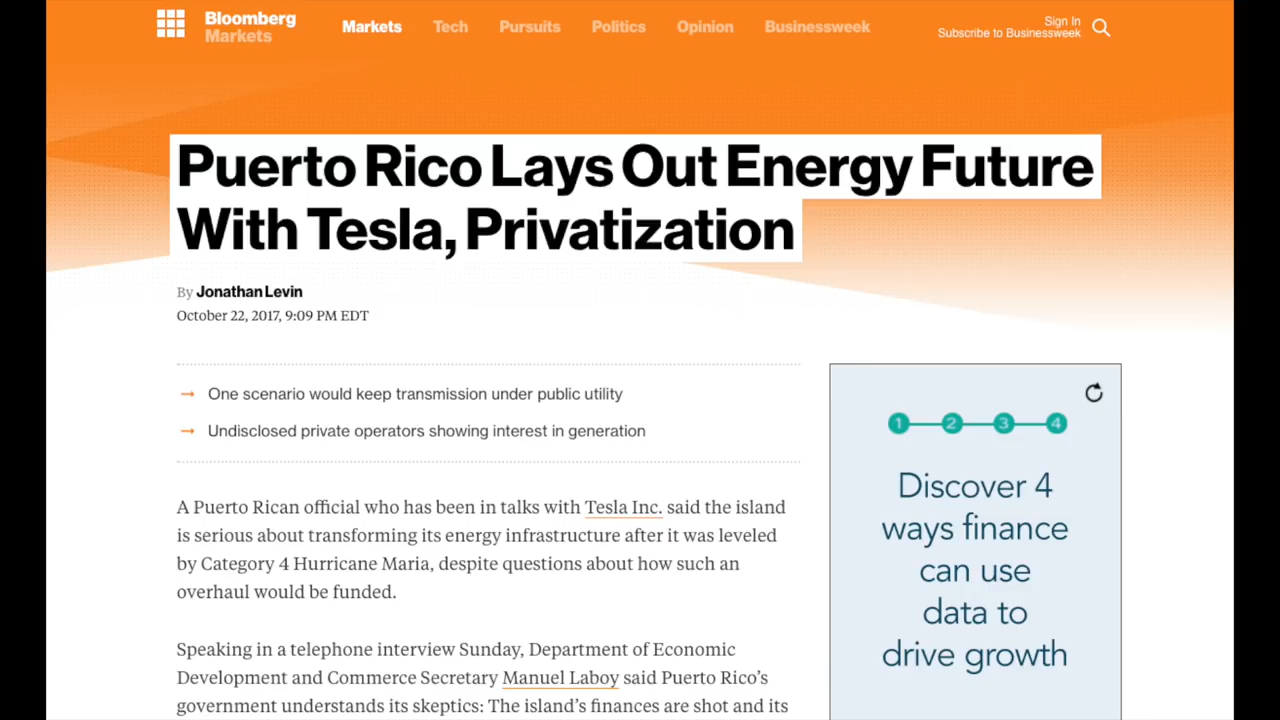 Bloomberg
Markets
Markets Tech Pursuits Politics Opinion Businessweek
Sign In
Subscribe to Businessweek
Puerto Rico Lays Out Energy Future
With Tesla, Privatization
By Jonathan Levin
October 22, 2017, 9:09 PM EDT
→ One scenario would keep transmission under public utility
→ Undisclosed private operators showing interest in generation
A Puerto Rican official who has been in talks with Tesla Inc. said the island
is serious about transforming its energy infrastructure after it was leveled
by Category 4 Hurricane Maria, despite questions about how such an
overhaul would be funded.
Speaking in a telephone interview Sunday, Department of Economic
Development and Commerce Secretary Manuel Laboy said Puerto Rico’s
government understands its skeptics: The island’s finances are shot and its
1 2 3 4
Discover 4
ways finance
can use
data to
drive growth